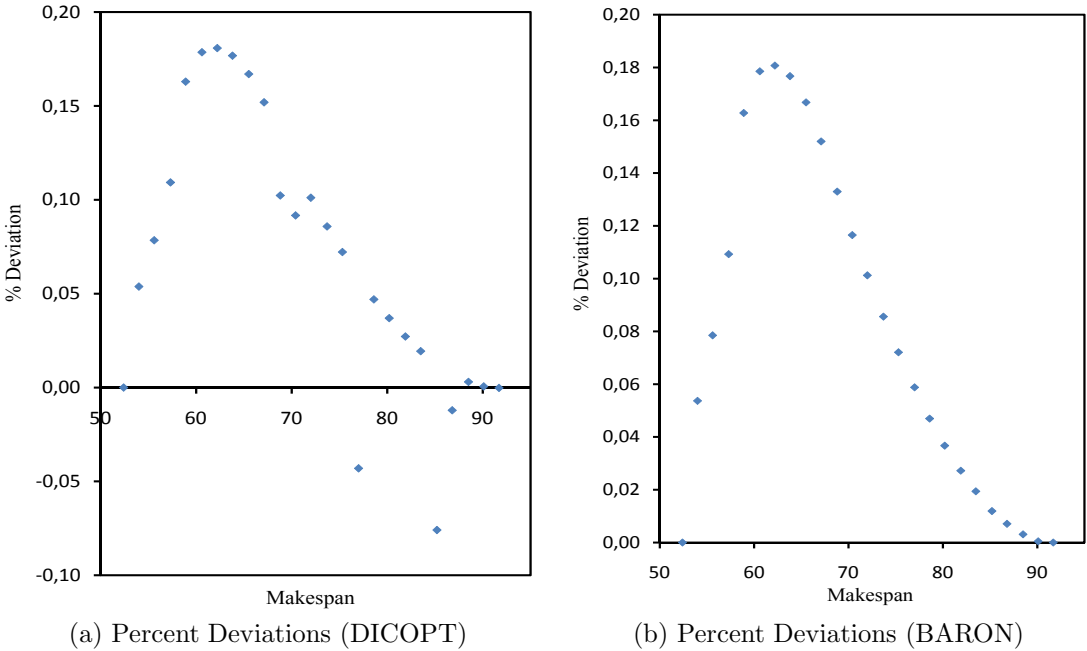 0,20
0,15
0,10
0,05
0,00
-0,05
-0,10
% Deviation
50 60 70 80 90
Makespan
(a) Percent Deviations (DICOPT)
0,20
0,18
0,16
0,14
0,12
0,10
0,08
0,06
0,04
0,02
0,00
% Deviation
50 60 70 80 90
Makespan
(b) Percent Deviations (BARON)